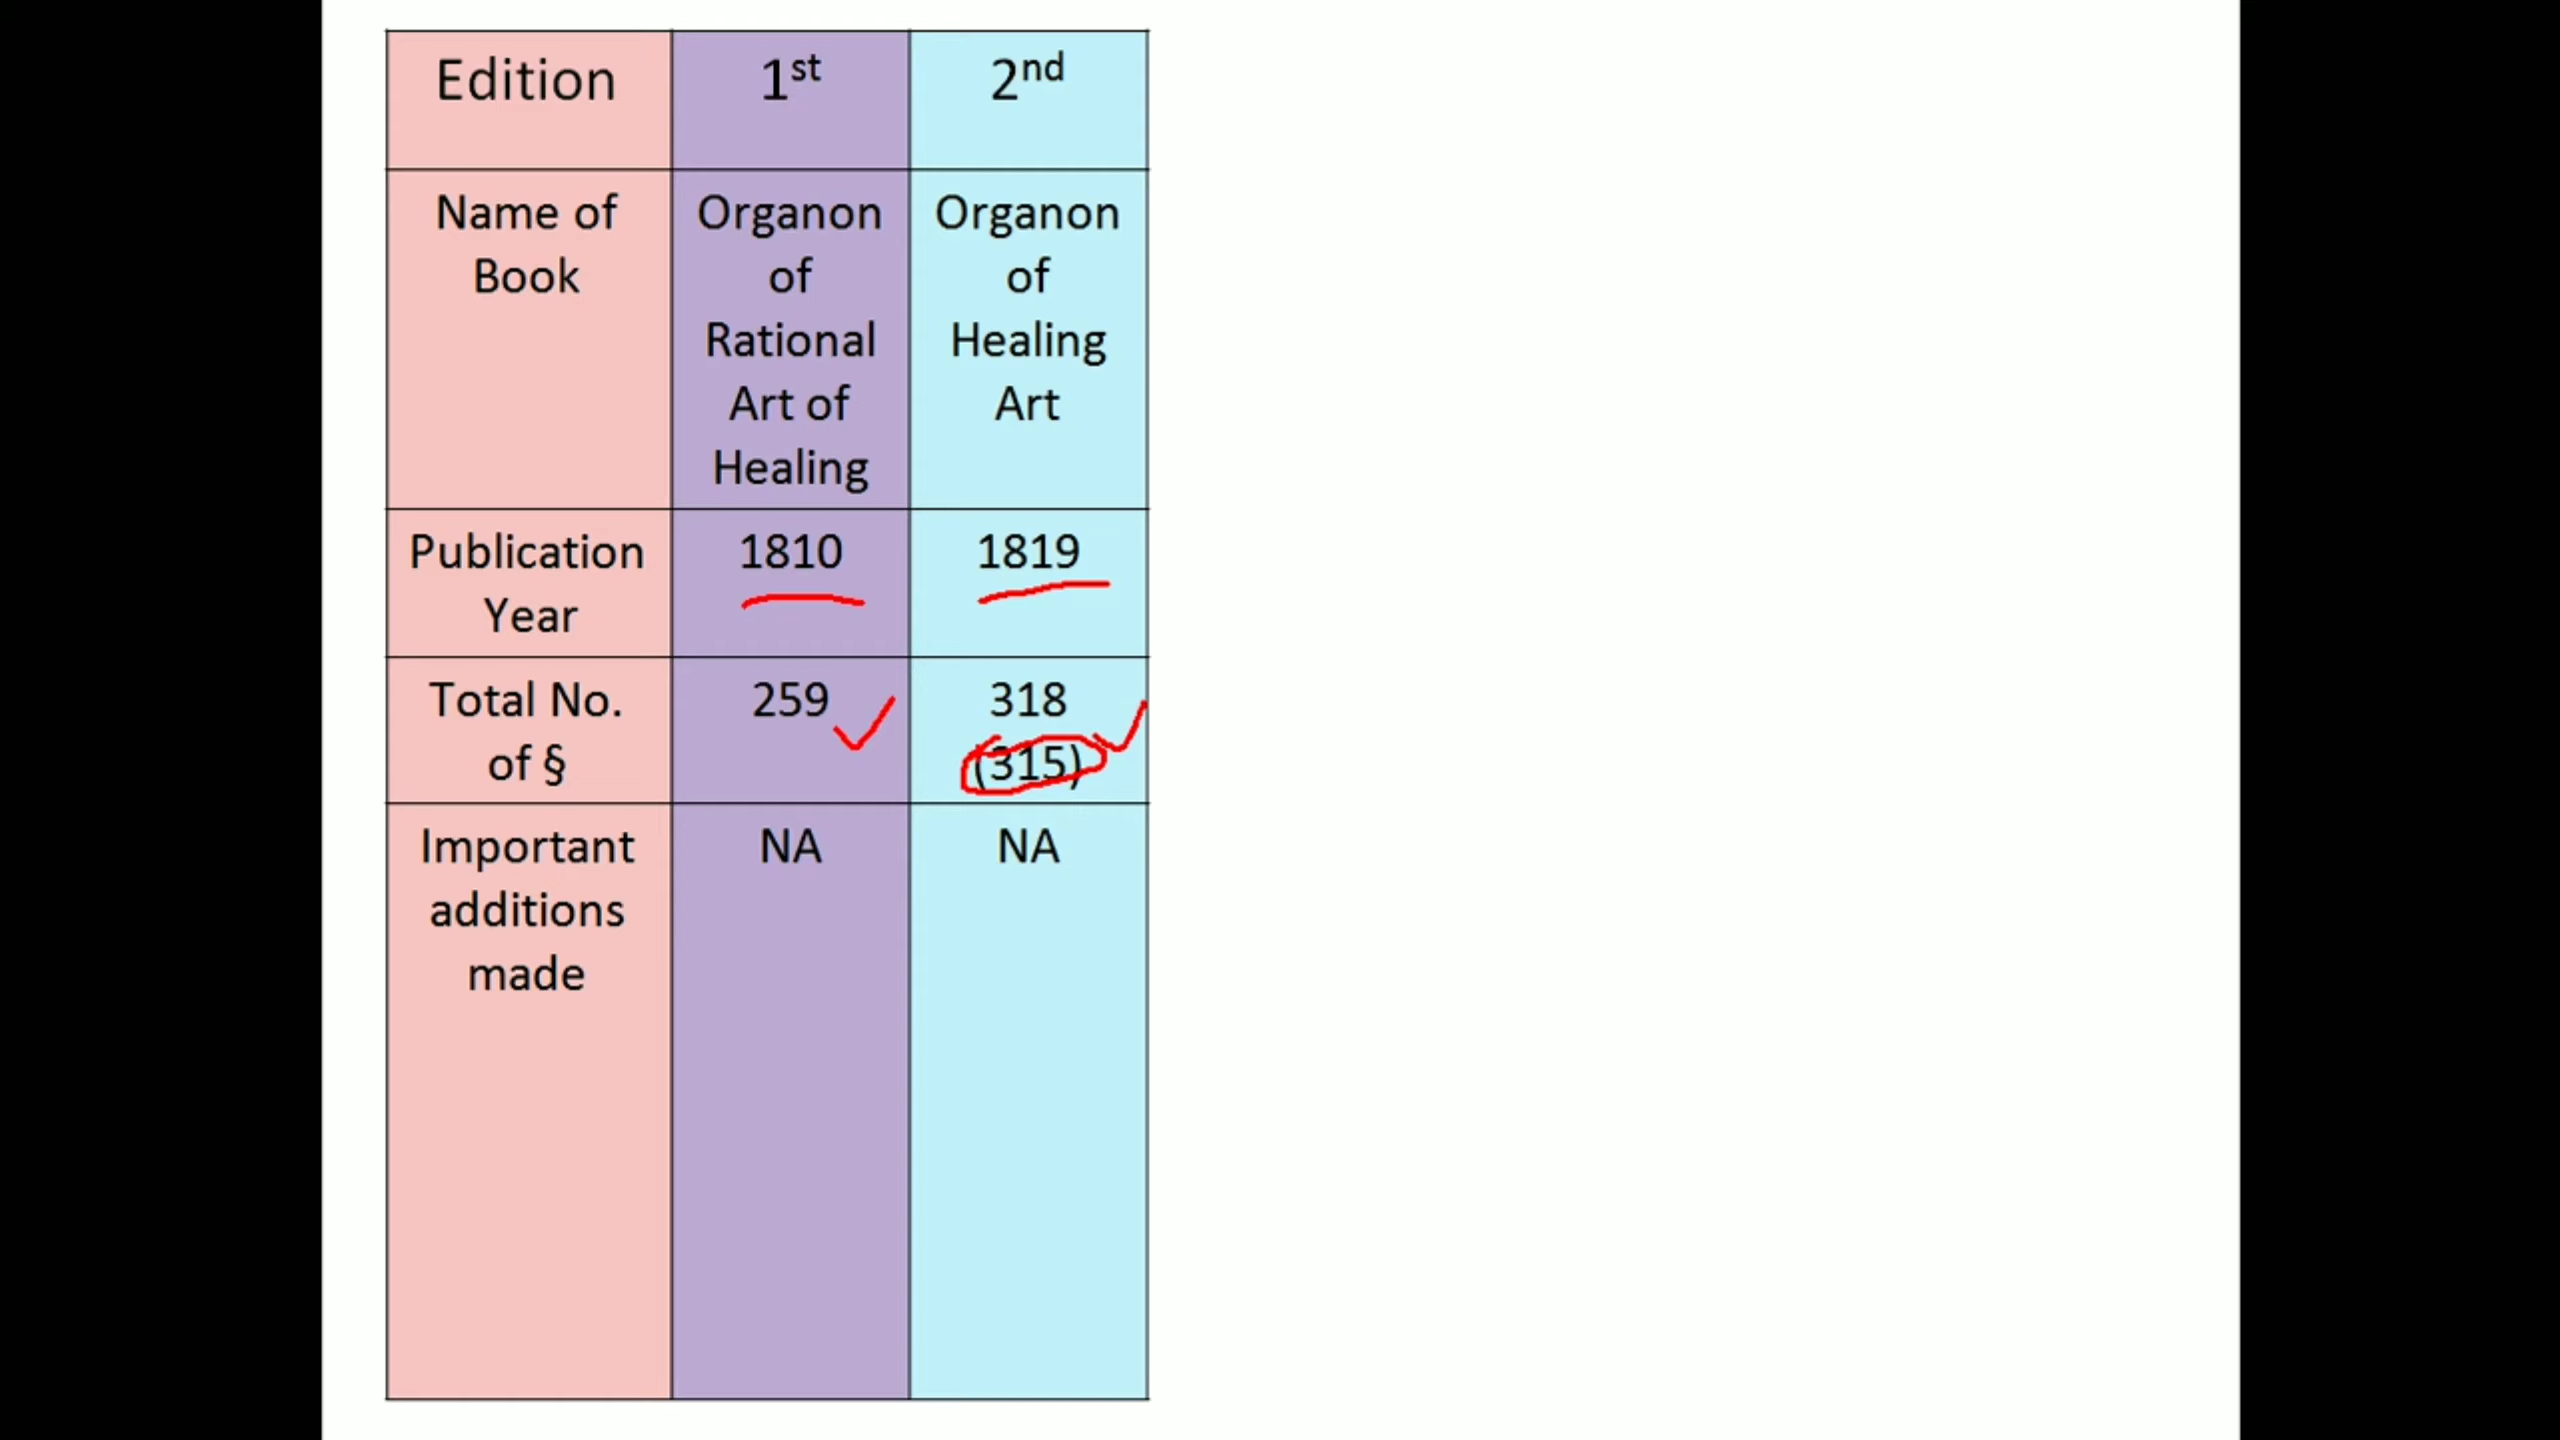 Edition 1st 2nd
Name of Book Organon of Rational Art of Healing Organon of Healing Art
Publication Year 1810 1819
Total No. of § 259 318 (315)
Important additions made NA NA